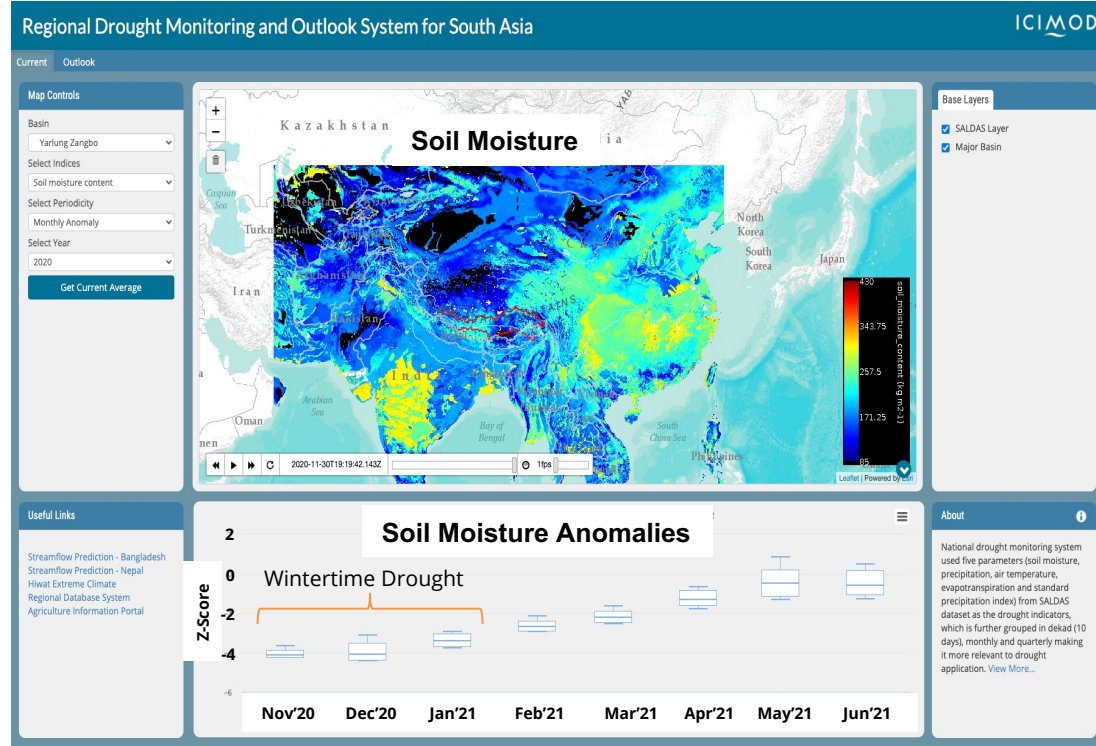 Regional Drought Monitoring and Outlook System for South Asia
ICIMOD
Current Outlook
Map Controls
Basin
Yarlung Zangbo
Select Indices
Soil moisture content
Select Periodicity
Monthly Anomaly
Select Year
2020
Get Current Average
+
−
Soil Moisture
Kazakhstan
Caspian
Sea
Iran
Oman
Arabian
Sea
Bay of
Bengal
South
China Sea
North
Korea
South
Korea
Japan
2020-11-30T19:19:42.143Z
1fps
430
343.75
257.5
171.25
85
soil_moisture_content (kg m2-1)
Leaflet | Powered by Esri
Base Layers
SALDAS Layer
Major Basin
Useful Links
Streamflow Prediction - Bangladesh
Streamflow Prediction - Nepal
Hiwat Extreme Climate
Regional Database System
Agriculture Information Portal
Soil Moisture Anomalies
Wintertime Drought
Z-Score
2
0
-2
-4
-6
Nov'20 Dec'20 Jan'21 Feb'21 Mar'21 Apr'21 May'21 Jun'21
About
National drought monitoring system
used five parameters (soil moisture,
precipitation, air temperature,
evapotranspiration and standard
precipitation index) from SALDAS
dataset as the drought indicators,
which is further grouped in dekad (10
days), monthly and quarterly making
it more relevant to drought
application. View More...